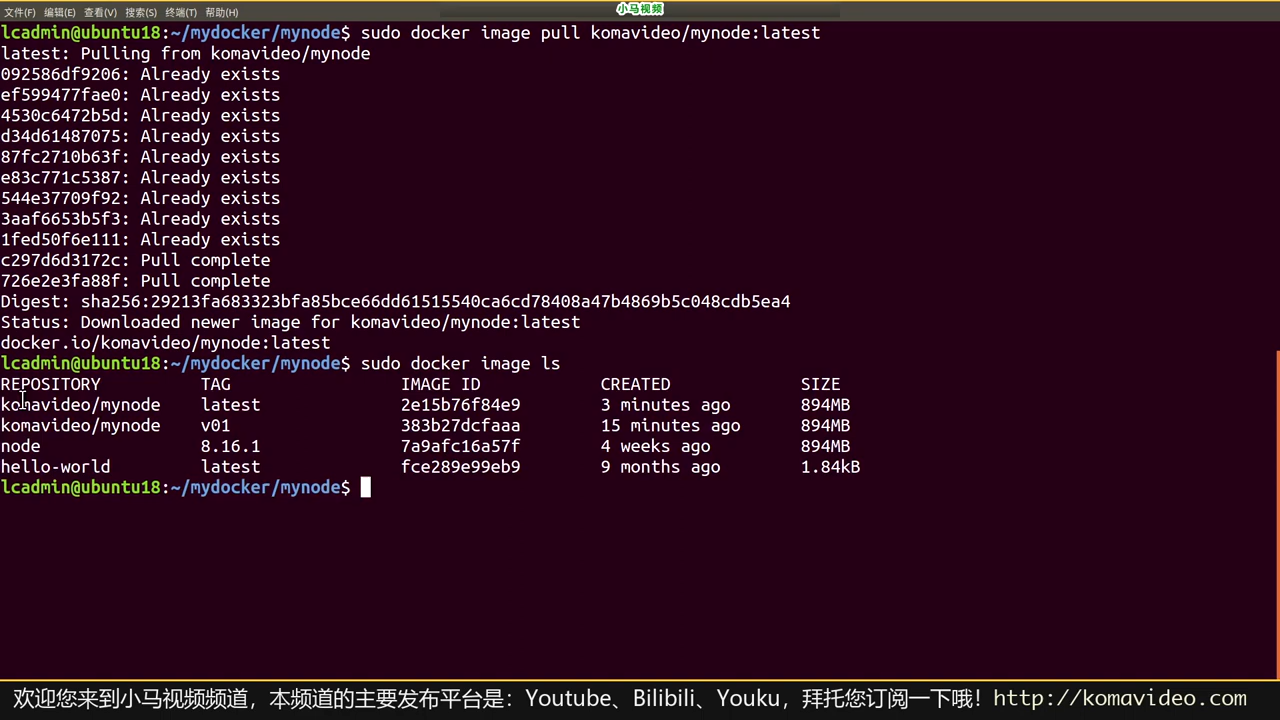 小马视频
文件(F) 编辑(E) 查看(V) 搜索(S) 终端(T) 帮助(H)
lcadmin@ubuntu18:~/mydocker/mynode$ sudo docker image pull komavideo/mynode:latest
latest: Pulling from komavideo/mynode
092586df9206: Already exists
ef599477fae0: Already exists
4530c6472b5d: Already exists
d34d61487075: Already exists
87fc2710b63f: Already exists
e83c771c5387: Already exists
544e37709f92: Already exists
3aaf6653b5f3: Already exists
1fed50f6e111: Already exists
c297d6d3172c: Pull complete
726e2e3fa88f: Pull complete
Digest: sha256:29213fa683323bfa85bce66dd61515540ca6cd78408a47b4869b5c048cdb5ea4
Status: Downloaded newer image for komavideo/mynode:latest
docker.io/komavideo/mynode:latest
lcadmin@ubuntu18:~/mydocker/mynode$ sudo docker image ls
REPOSITORY TAG IMAGE ID CREATED SIZE
komavideo/mynode latest 2e15b76f84e9 3 minutes ago 894MB
komavideo/mynode v01 383b27dcfaaa 15 minutes ago 894MB
node 8.16.1 7a9afc16a57f 4 weeks ago 894MB
hello-world latest fce289e99eb9 9 months ago 1.84kB
lcadmin@ubuntu18:~/mydocker/mynode$
欢迎您来到小马视频频道，本频道的主要发布平台是：Youtube、Bilibili、Youku，拜托您订阅一下哦！http://komavideo.com